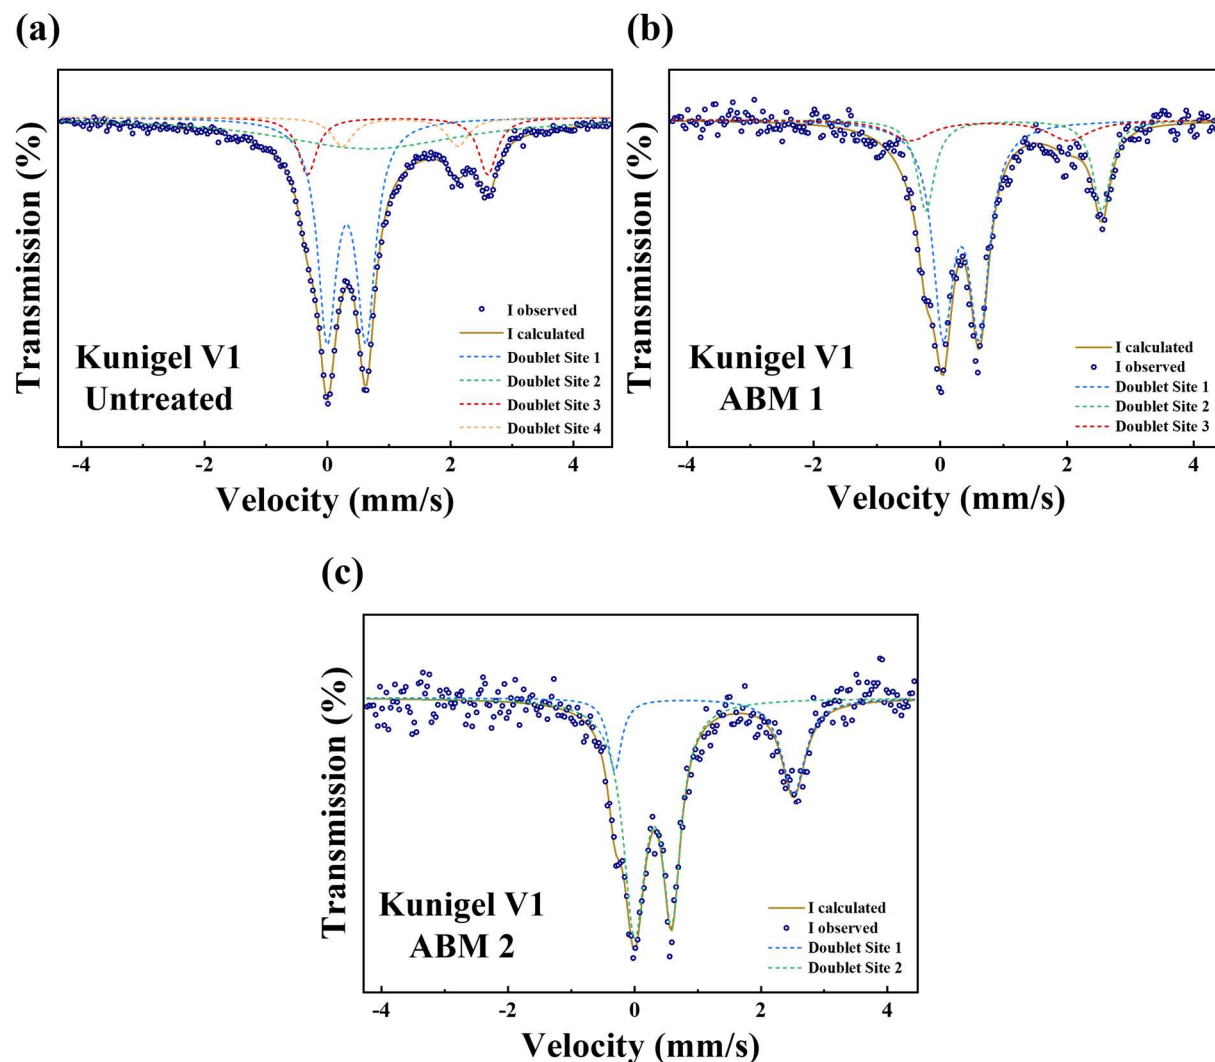 (a)
Transmission (%)
I observed
I calculated
Doublet Site 1
Doublet Site 2
Doublet Site 3
Doublet Site 4
Kunigel V1
Untreated
-4 -2 0 2 4
Velocity (mm/s)
(b)
Transmission (%)
I calculated
I observed
Doublet Site 1
Doublet Site 2
Doublet Site 3
Kunigel V1
ABM 1
-4 -2 0 2 4
Velocity (mm/s)
(c)
Transmission (%)
I calculated
I observed
Doublet Site 1
Doublet Site 2
Kunigel V1
ABM 2
-4 -2 0 2 4
Velocity (mm/s)